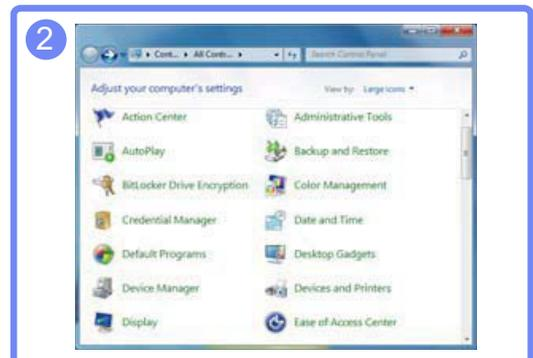 2
Cont... ▸ All Contr... ▸ Search Control Panel
Adjust your computer's settings View by: Large icons
Action Center Administrative Tools
AutoPlay Backup and Restore
BitLocker Drive Encryption Color Management
Credential Manager Date and Time
Default Programs Desktop Gadgets
Device Manager Devices and Printers
Display Ease of Access Center